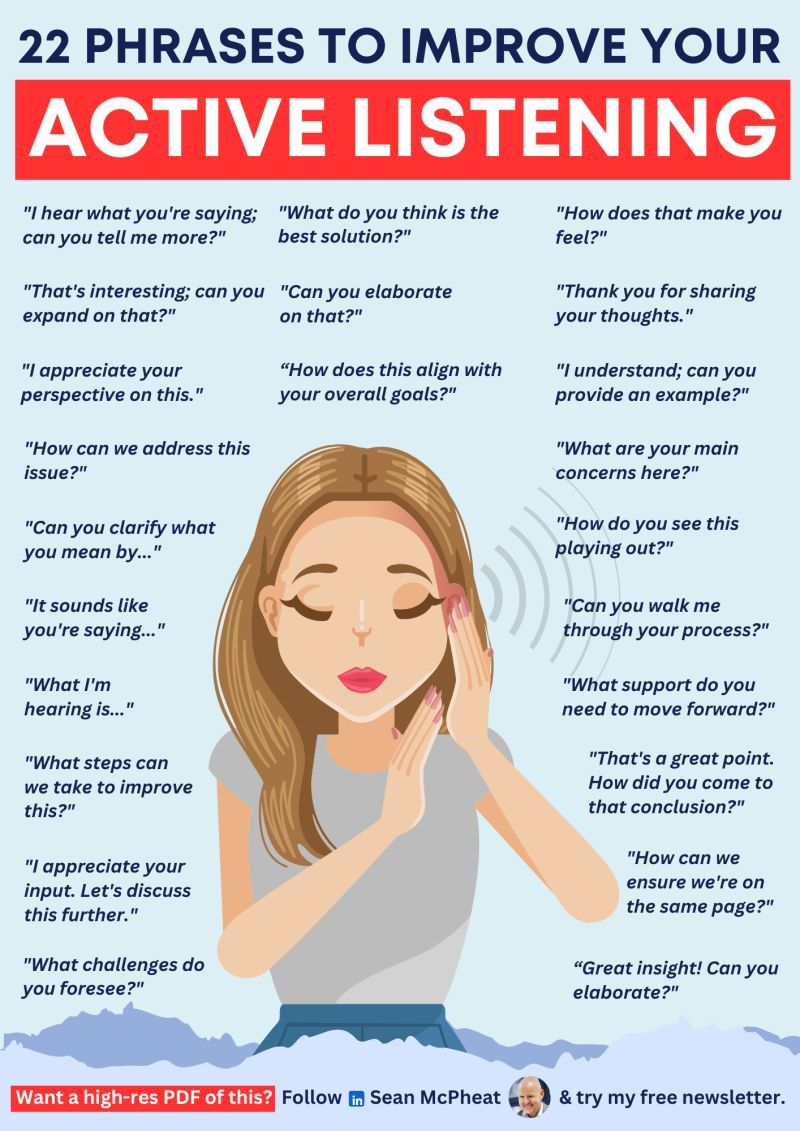 22 PHRASES TO IMPROVE YOUR
ACTIVE LISTENING
"I hear what you're saying;
can you tell me more?"
"That's interesting; can you
expand on that?"
"I appreciate your
perspective on this."
"How can we address this
issue?"
"Can you clarify what
you mean by..."
"It sounds like
you're saying..."
"What I'm
hearing is..."
"What steps can
we take to improve
this?"
"I appreciate your
input. Let's discuss
this further."
"What challenges do
you foresee?"
"What do you think is the
best solution?"
"Can you elaborate
on that?"
“How does this align with
your overall goals?"
"How does that make you
feel?"
"Thank you for sharing
your thoughts."
"I understand; can you
provide an example?"
"What are your main
concerns here?"
"How do you see this
playing out?"
"Can you walk me
through your process?"
"What support do you
need to move forward?"
"That's a great point.
How did you come to
that conclusion?"
"How can we
ensure we're on
the same page?"
“Great insight! Can you
elaborate?"
Want a high-res PDF of this? Follow in Sean McPheat & try my free newsletter.